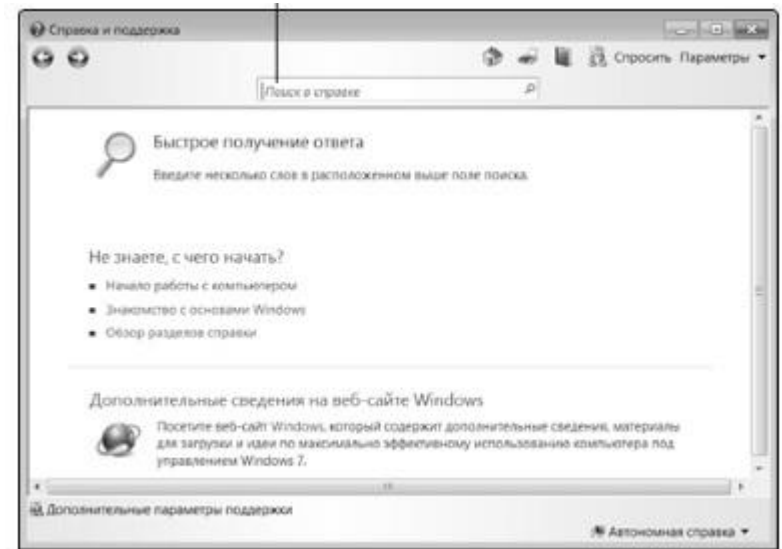 Справка и поддержка
Спросить Параметры
Поиск в справке
Быстрое получение ответа
Введите несколько слов в расположенном выше поле поиска.
Не знаете, с чего начать?
Начало работы с компьютером
Знакомство с основами Windows
Обзор разделов справки
Дополнительные сведения на веб-сайте Windows
Посетите веб-сайт Windows, который содержит дополнительные сведения, материалы
для загрузки и идеи по максимально эффективному использованию компьютера под
управлением Windows 7.
Дополнительные параметры поддержки
Автономная справка